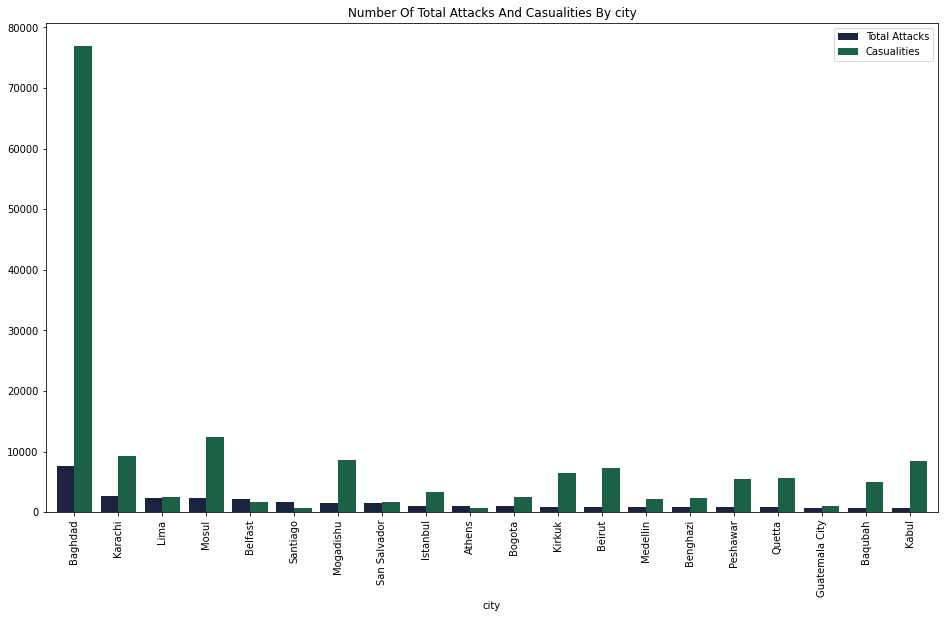 Number Of Total Attacks And Casualities By city
Total Attacks
Casualities
80000
70000
60000
50000
40000
30000
20000
10000
0
Baghdad
Karachi
Lima
Mosul
Belfast
Santiago
Mogadishu
San Salvador
Istanbul
Athens
Bogota
Kirkuk
Beirut
Medellin
Benghazi
Peshawar
Quetta
Guatemala City
Baqubah
Kabul
city